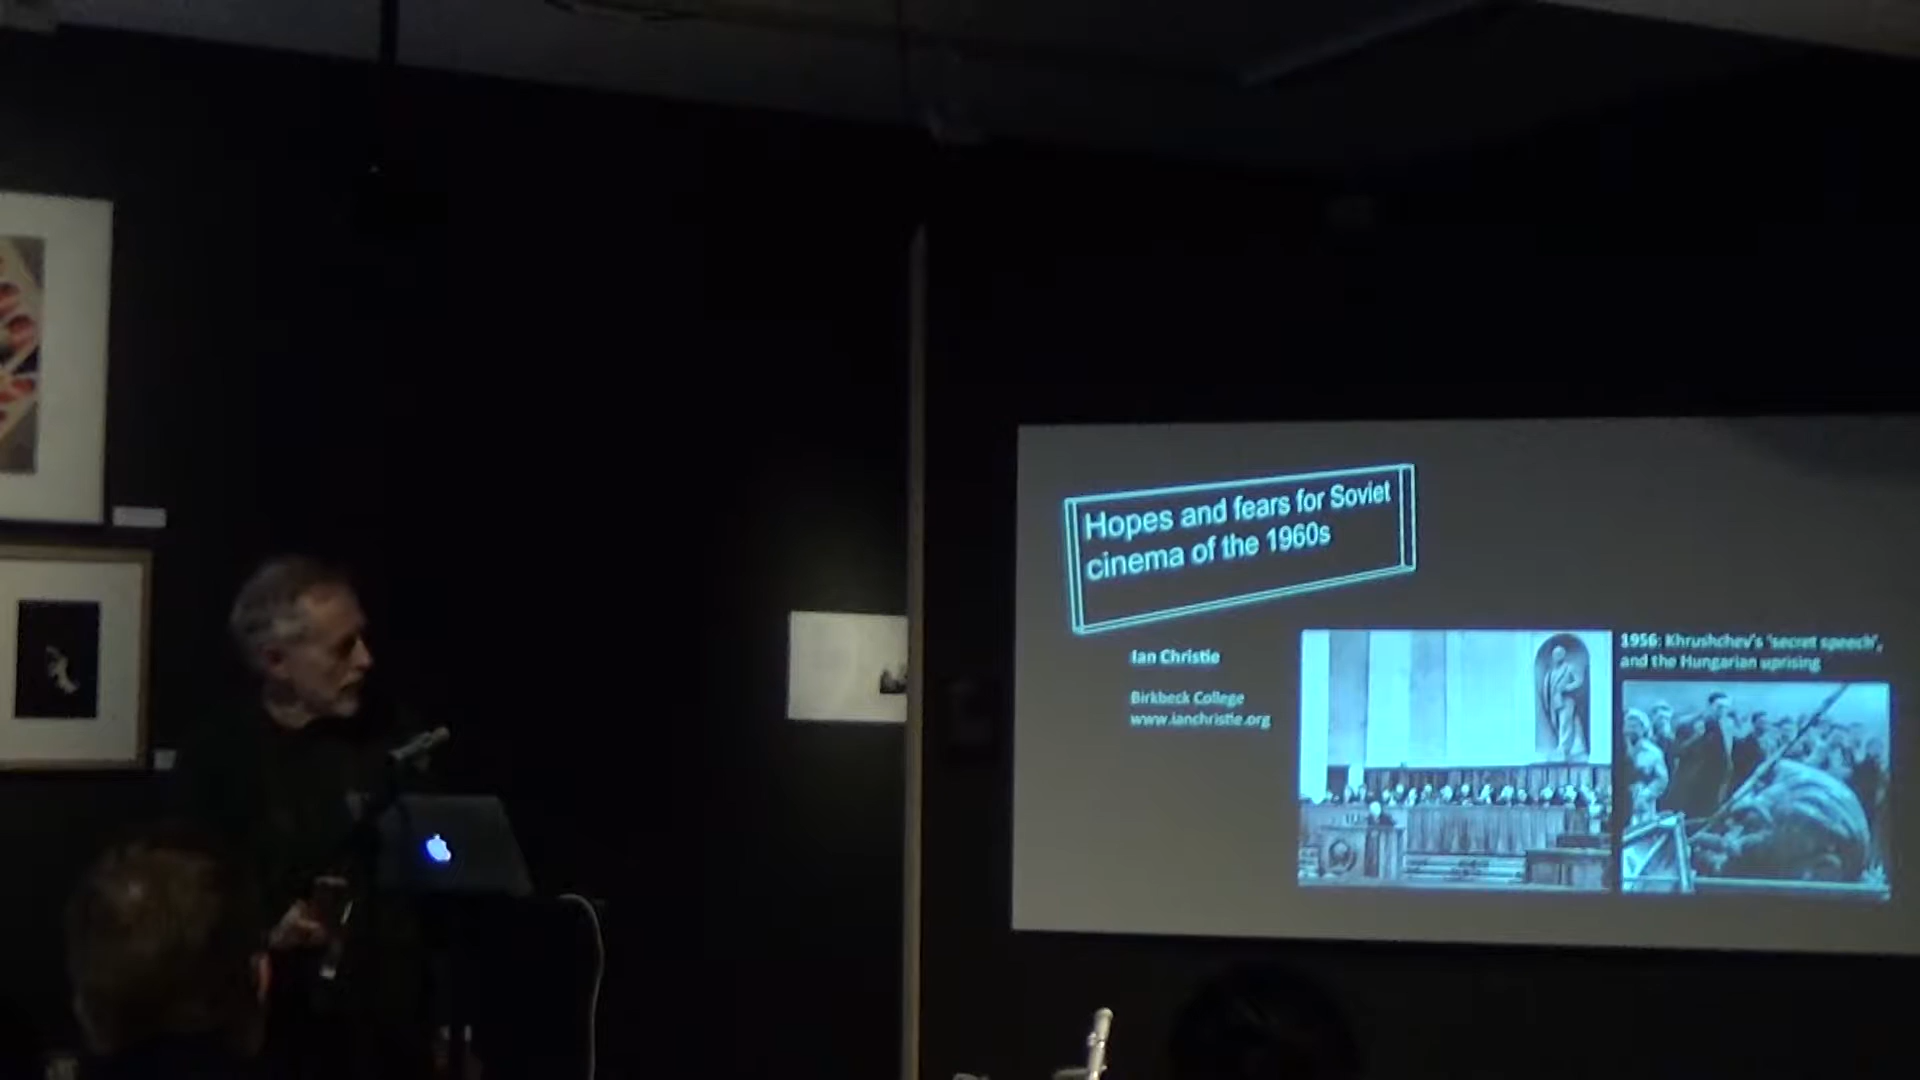 Hopes and fears for Soviet
cinema of the 1960s
Ian Christie
Birkbeck College
www.ianchristie.org
1956: Khrushchev's 'secret speech',
and the Hungarian uprising